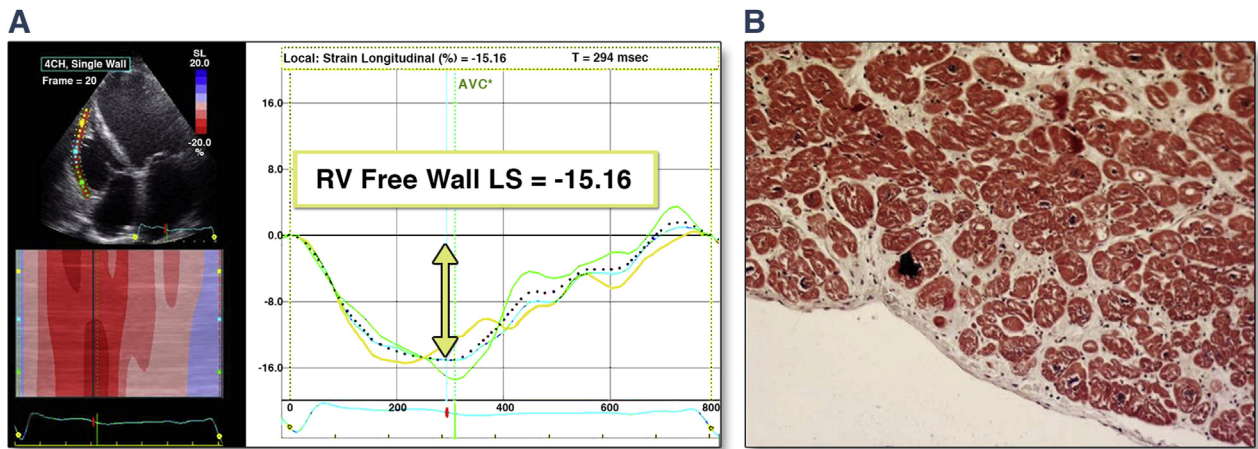 A
B
4CH, Single Wall
Frame = 20
SL
20.0
-20.0
%
Local: Strain Longitudinal (%) = -15.16 T = 294 msec
AVC*
16.0
8.0
0.0
-8.0
-16.0
RV Free Wall LS = -15.16
0 200 400 600 800